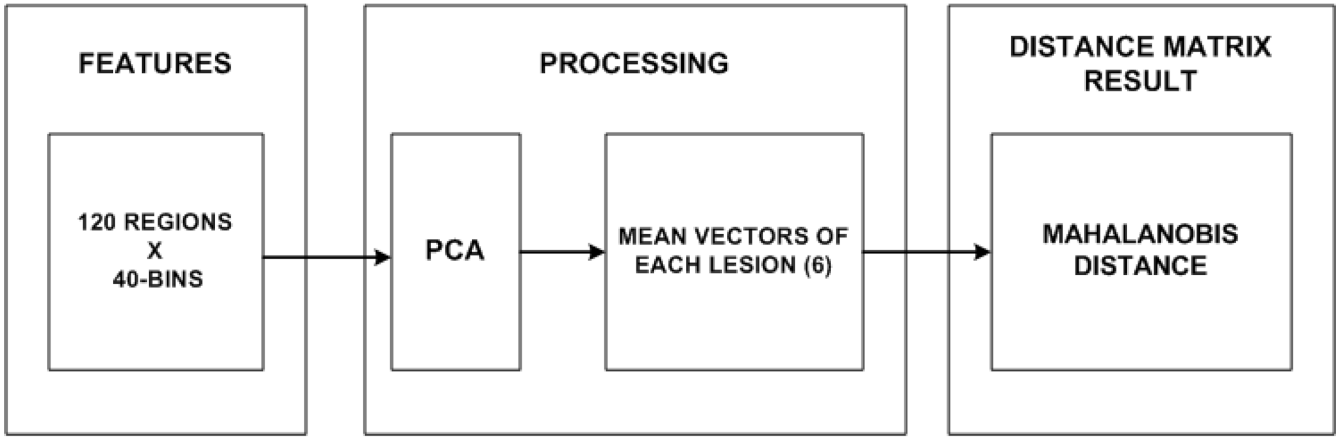 FEATURES
120 REGIONS
X
40-BINS
PROCESSING
PCA
MEAN VECTORS OF
EACH LESION (6)
DISTANCE MATRIX
RESULT
MAHALANOBIS
DISTANCE